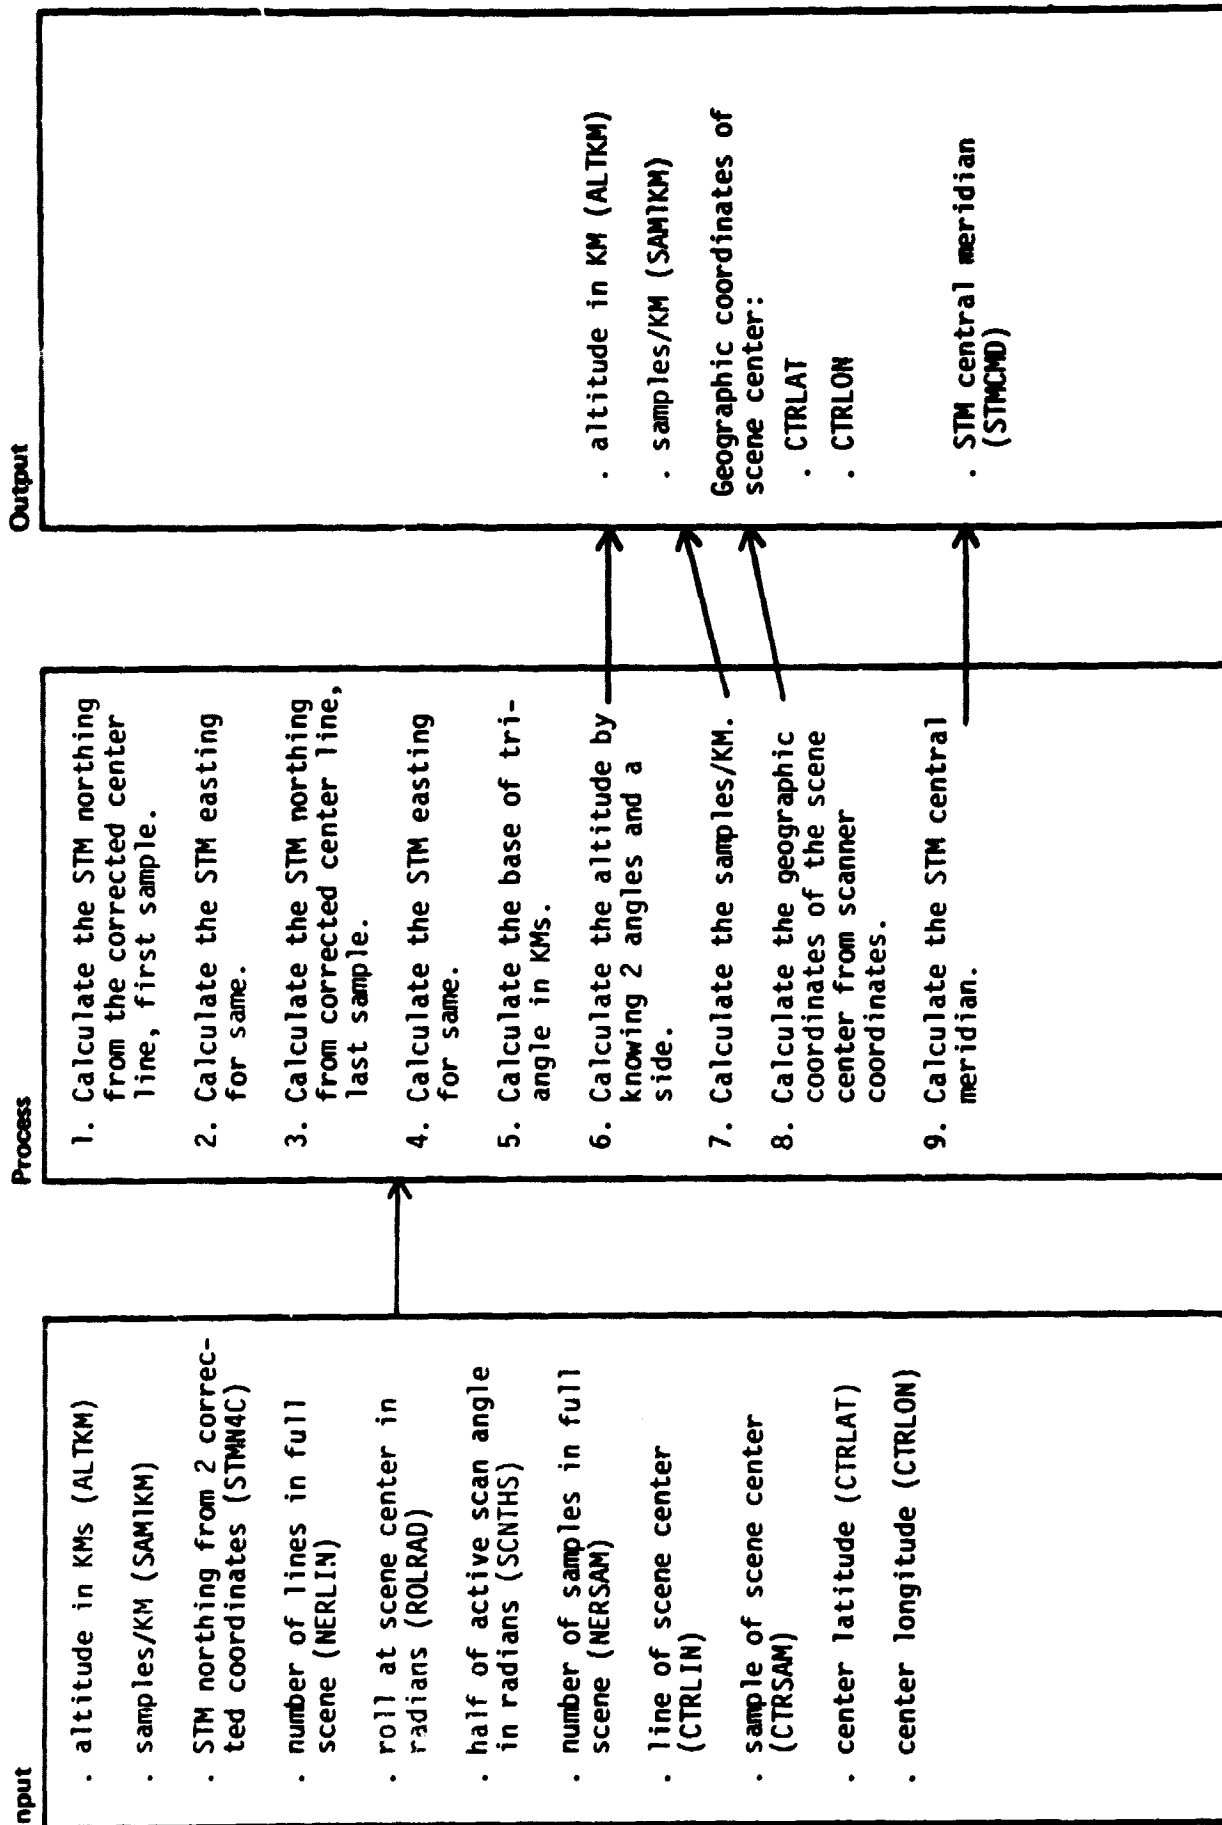 nput
. altitude in KMs (ALTKM)
. samples/KM (SAM1KM)
. STM northing from 2 correc-
ted coordinates (STMN4C)
. number of lines in full
scene (NERLIN)
. roll at scene center in
radians (ROLRAD)
. half of active scan angle
in radians (SCNTHS)
. number of samples in full
scene (NERSAM)
. line of scene center
(CTRLIN)
. sample of scene center
(CTRSAM)
. center latitude (CTRLAT)
. center longitude (CTRLON)
Process
1. Calculate the STM northing
from the corrected center
line, first sample.
2. Calculate the STM easting
for same.
3. Calculate the STM northing
from corrected center line,
last sample.
4. Calculate the STM easting
for same.
5. Calculate the base of tri-
angle in KMs.
6. Calculate the altitude by
knowing 2 angles and a
side.
7. Calculate the samples/KM.
8. Calculate the geographic
coordinates of the scene
center from scanner
coordinates.
9. Calculate the STM central
meridian.
Output
. altitude in KM (ALTKM)
. samples/KM (SAM1KM)
Geographic coordinates of
scene center:
. CTRLAT
. CTRLON
. STM central meridian
(STMCMD)